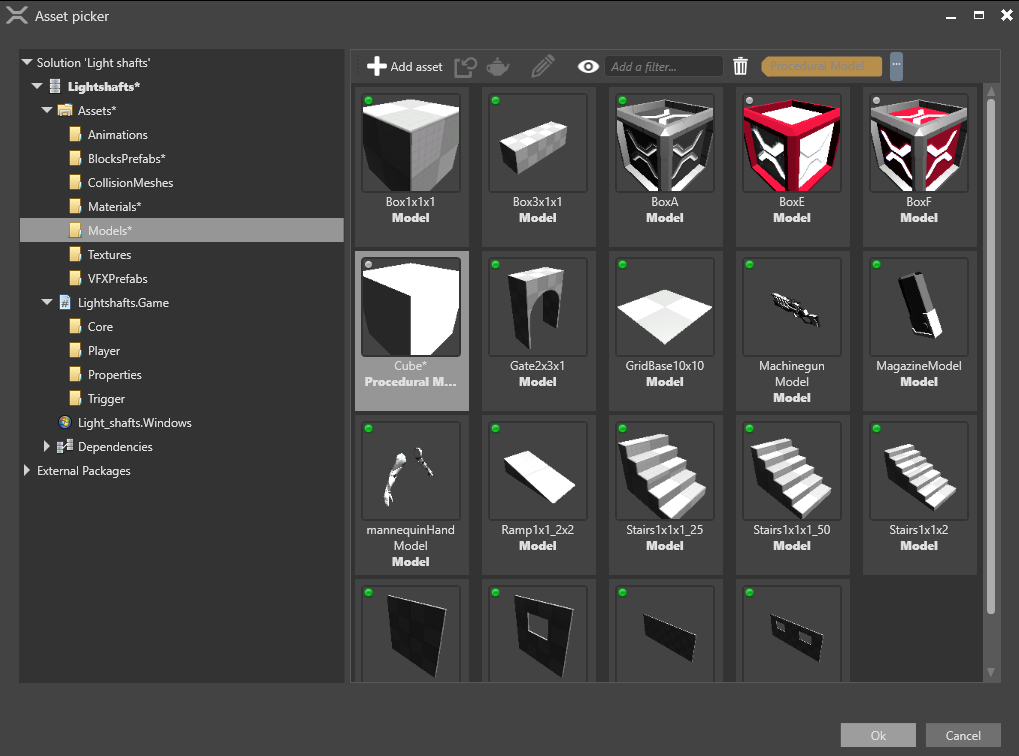 Asset picker
Solution 'Light shafts'
Lightshafts*
Assets*
Animations
BlocksPrefabs*
CollisionMeshes
Materials*
Models*
Textures
VFXPrefabs
Lightshafts.Game
Core
Player
Properties
Trigger
Light_shafts.Windows
Dependencies
External Packages
Add asset
Add a filter...
Procedural Model
...
Box1x1x1
Model
Box3x1x1
Model
BoxA
Model
BoxE
Model
BoxF
Model
Cube*
Procedural M...
Gate2x3x1
Model
GridBase10x10
Model
Machinegun
Model
Model
MagazineModel
Model
mannequinHand
Model
Model
Ramp1x1_2x2
Model
Stairs1x1x1_25
Model
Stairs1x1x1_50
Model
Stairs1x1x2
Model
Ok
Cancel